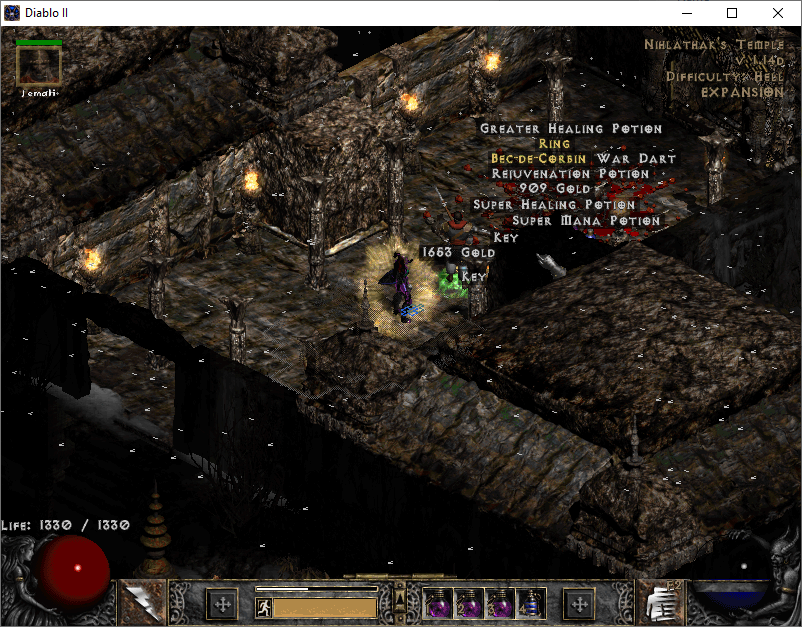 Diablo II
Nihlathak's Temple
v 1.14d
Difficulty: Hell
EXPANSION
Greater Healing Potion
Ring
Bec-de-Corbin War Dart
Rejuvenation Potion
909 Gold
Super Healing Potion
Super Mana Potion
Key
1653 Gold
Key
Life: 1330 / 1330
F2